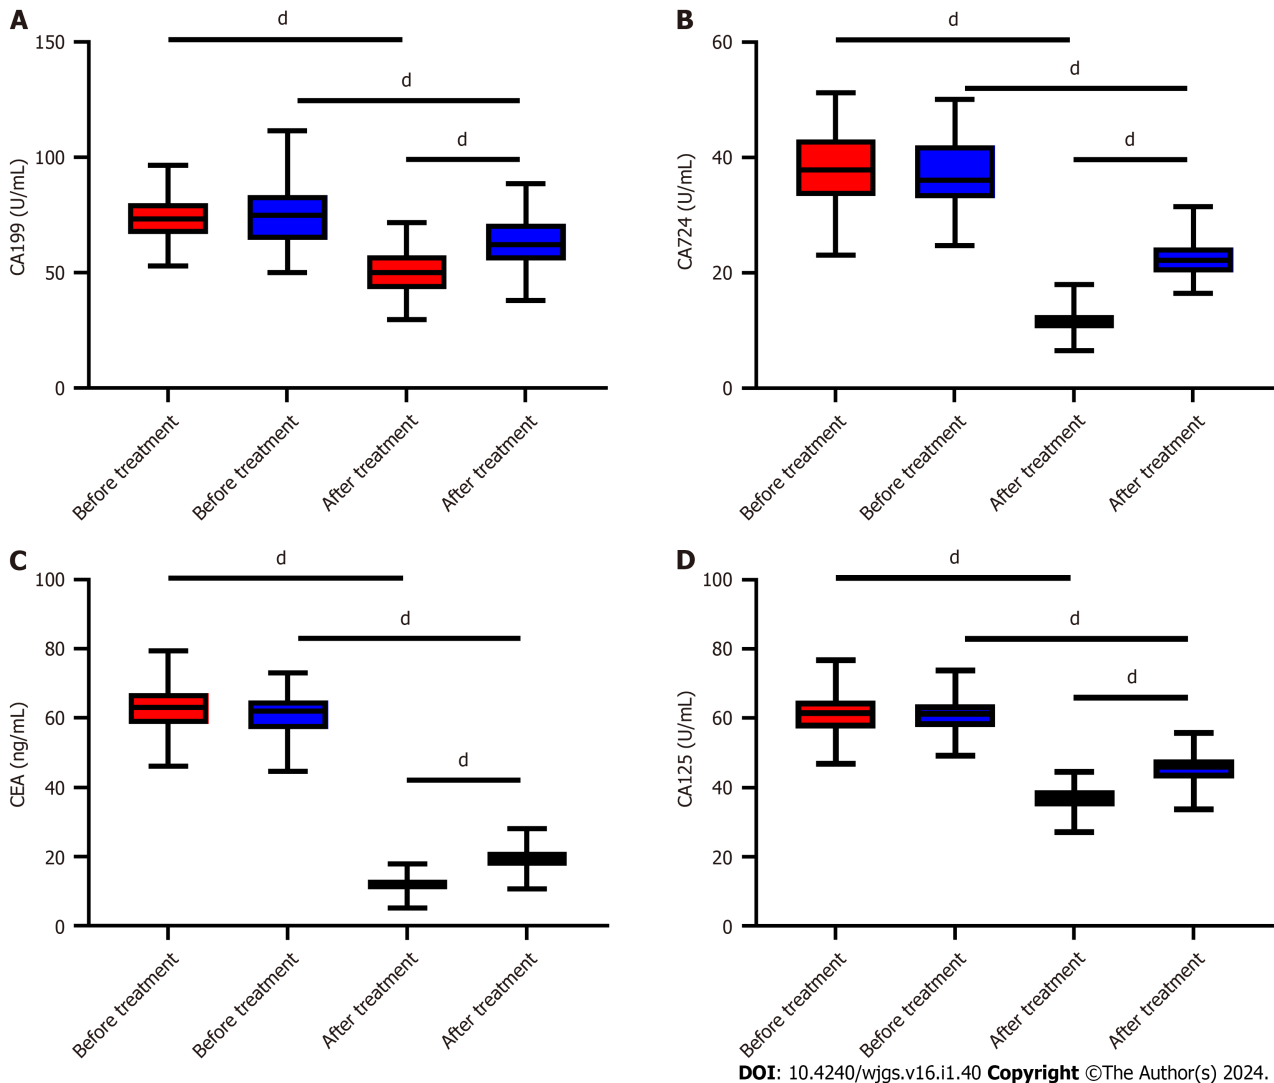 A
d
150
d
100
d
50
0
CA199 (U/mL)
Before treatment
Before treatment
After treatment
After treatment
B
d
60
d
40
d
20
0
CA724 (U/mL)
Before treatment
Before treatment
After treatment
After treatment
C
d
100
d
80
60
d
40
20
0
CEA (ng/mL)
Before treatment
Before treatment
After treatment
After treatment
D
d
100
d
80
d
60
40
20
0
CA125 (U/mL)
Before treatment
Before treatment
After treatment
After treatment
DOI: 10.4240/wjgs.v16.i1.40 Copyright ©The Author(s) 2024.